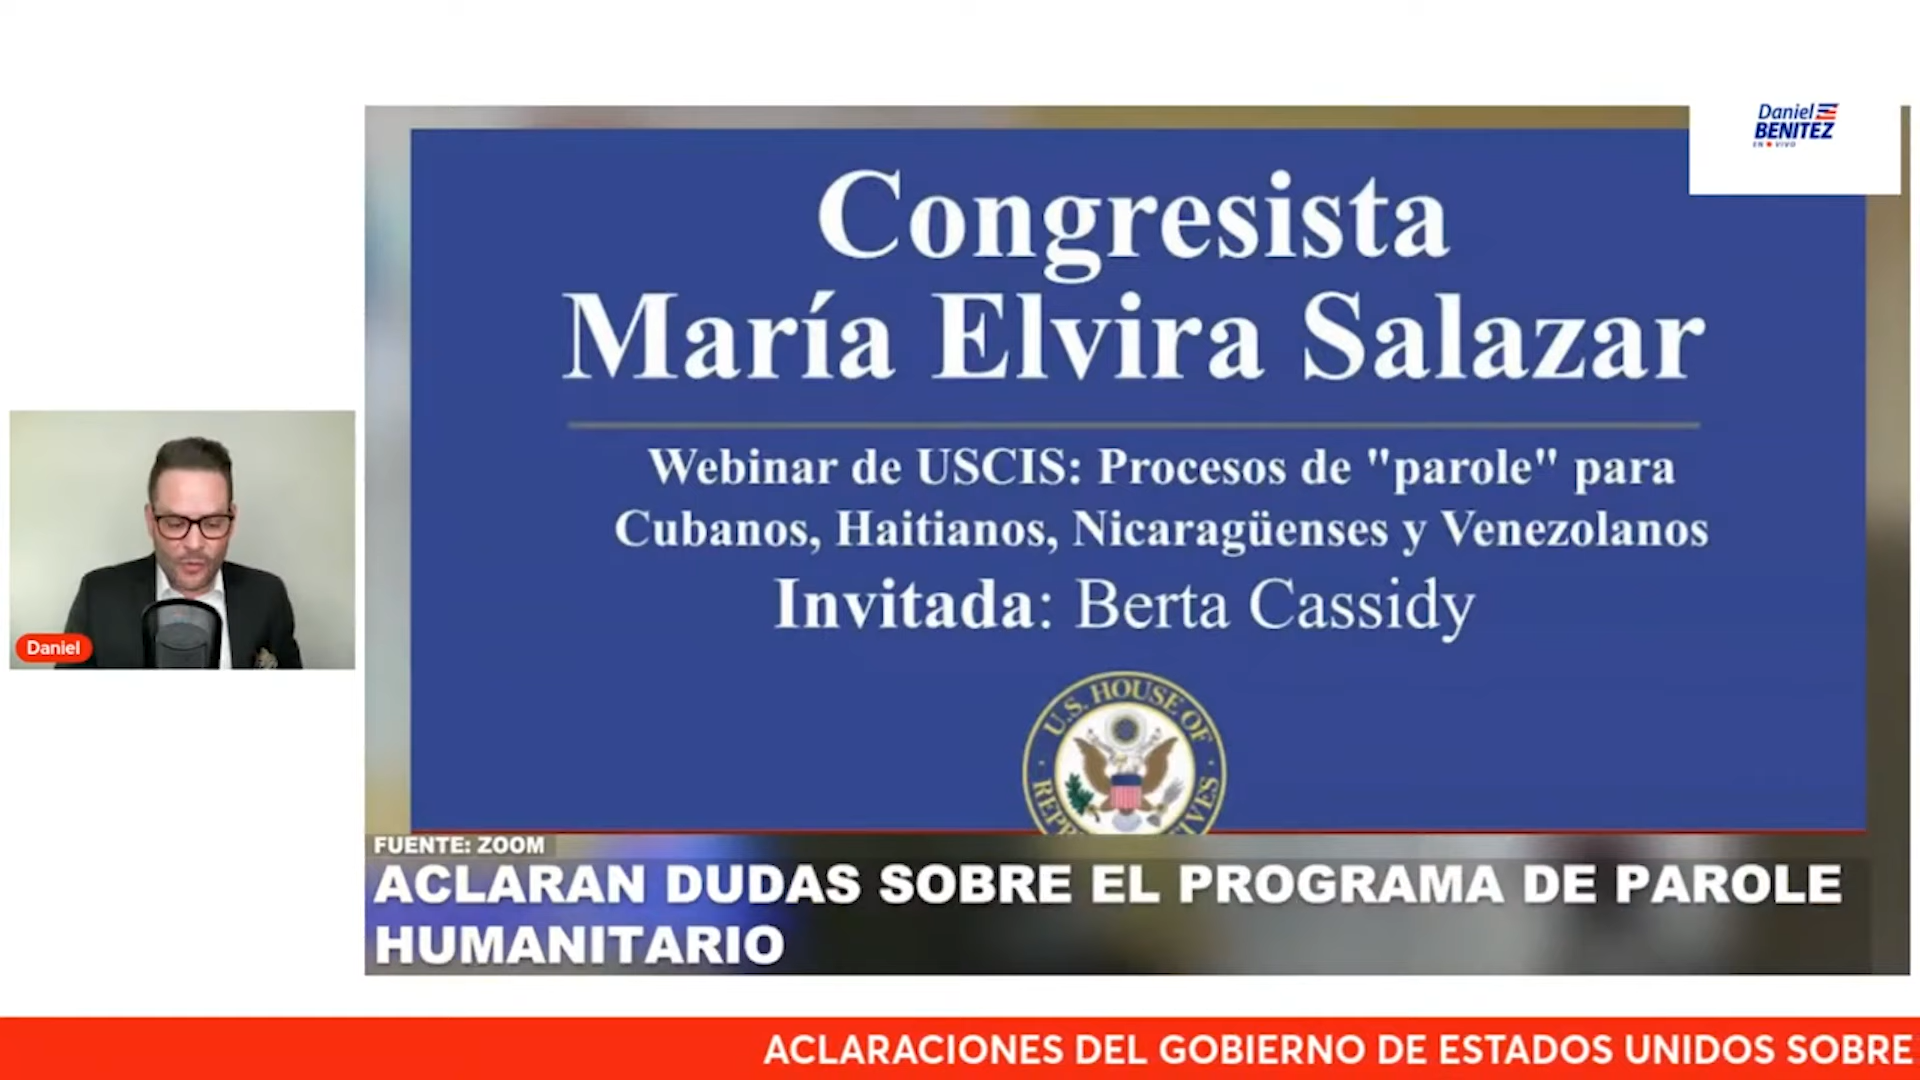 Daniel
BENITEZ
EN VIVO
Congresista
María Elvira Salazar
Webinar de USCIS: Procesos de "parole" para
Cubanos, Haitianos, Nicaragüenses y Venezolanos
Invitada: Berta Cassidy
U.S. HOUSE OF
Daniel
FUENTE: ZOOM
ACLARAN DUDAS SOBRE EL PROGRAMA DE PAROLE
HUMANITARIO
ACLARACIONES DEL GOBIERNO DE ESTADOS UNIDOS SOBRE